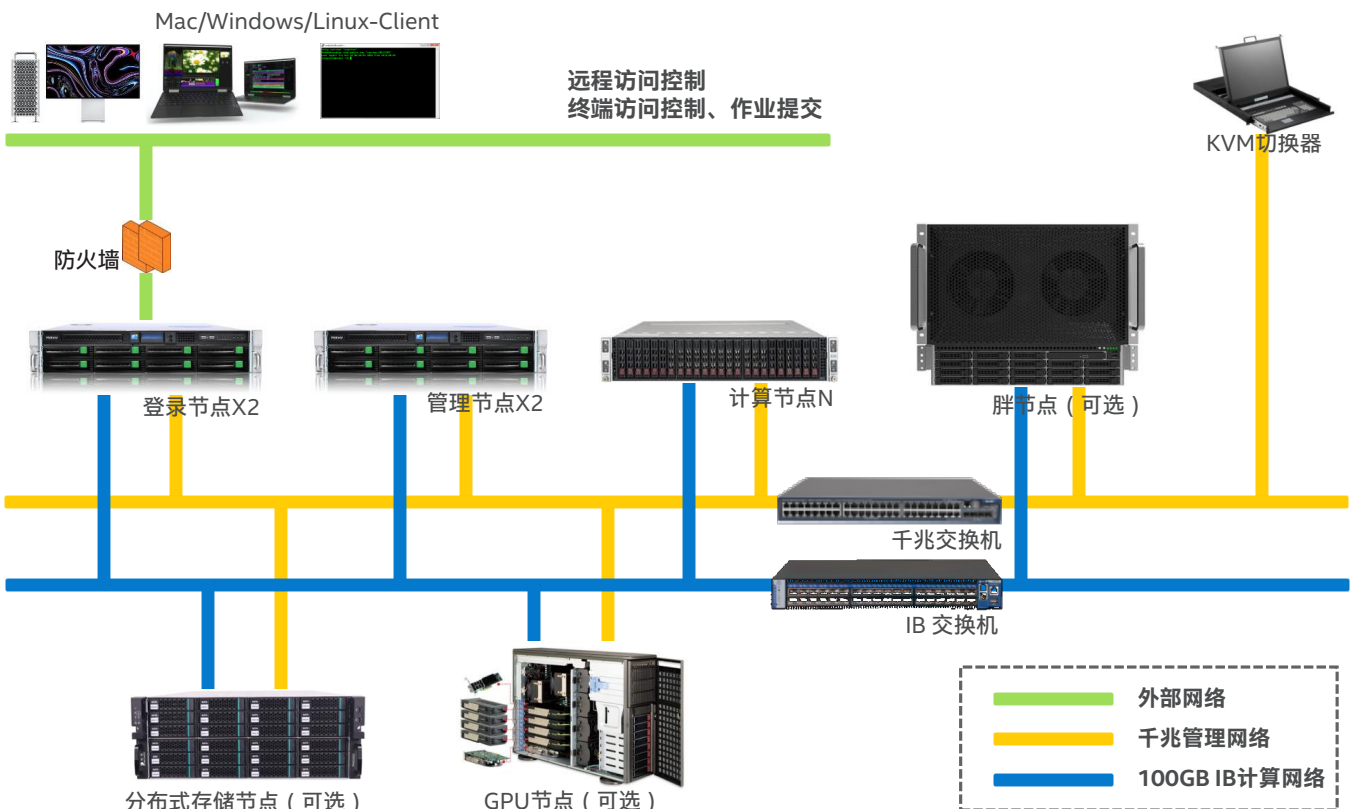 Mac/Windows/Linux-Client
远程访问控制
终端访问控制、作业提交
KVM切换器
防火墙
登录节点X2
管理节点X2
计算节点N
胖节点（可选）
千兆交换机
IB 交换机
外部网络
千兆管理网络
100GB IB计算网络
分布式存储节点（可选）
GPU节点（可选）